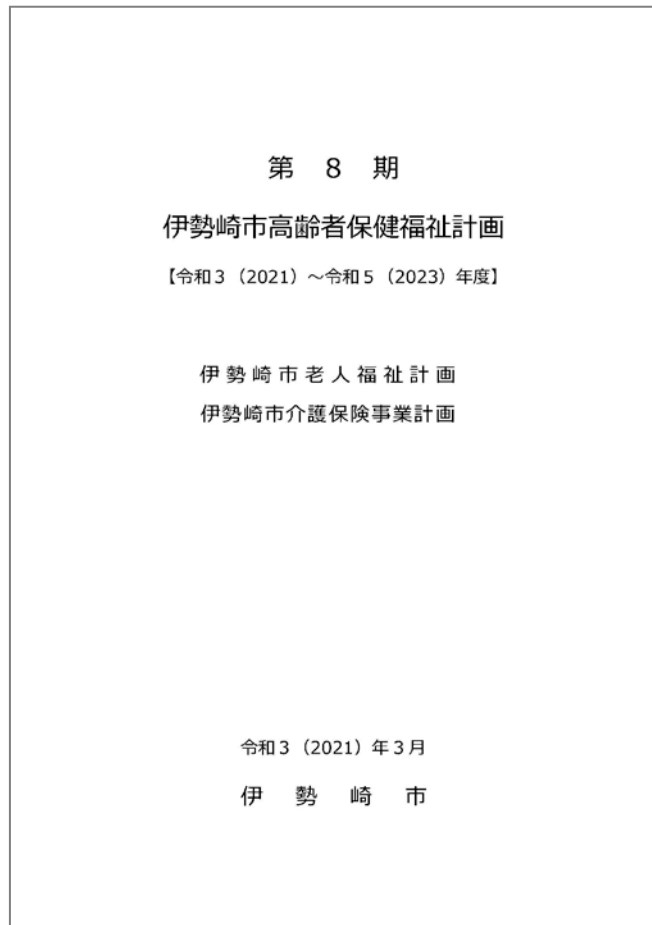 第　8　期
伊勢崎市高齢者保健福祉計画
【令和3（2021）～令和5（2023）年度】
伊勢崎市老人福祉計画
伊勢崎市介護保険事業計画
令和3（2021）年3月
伊　勢　崎　市